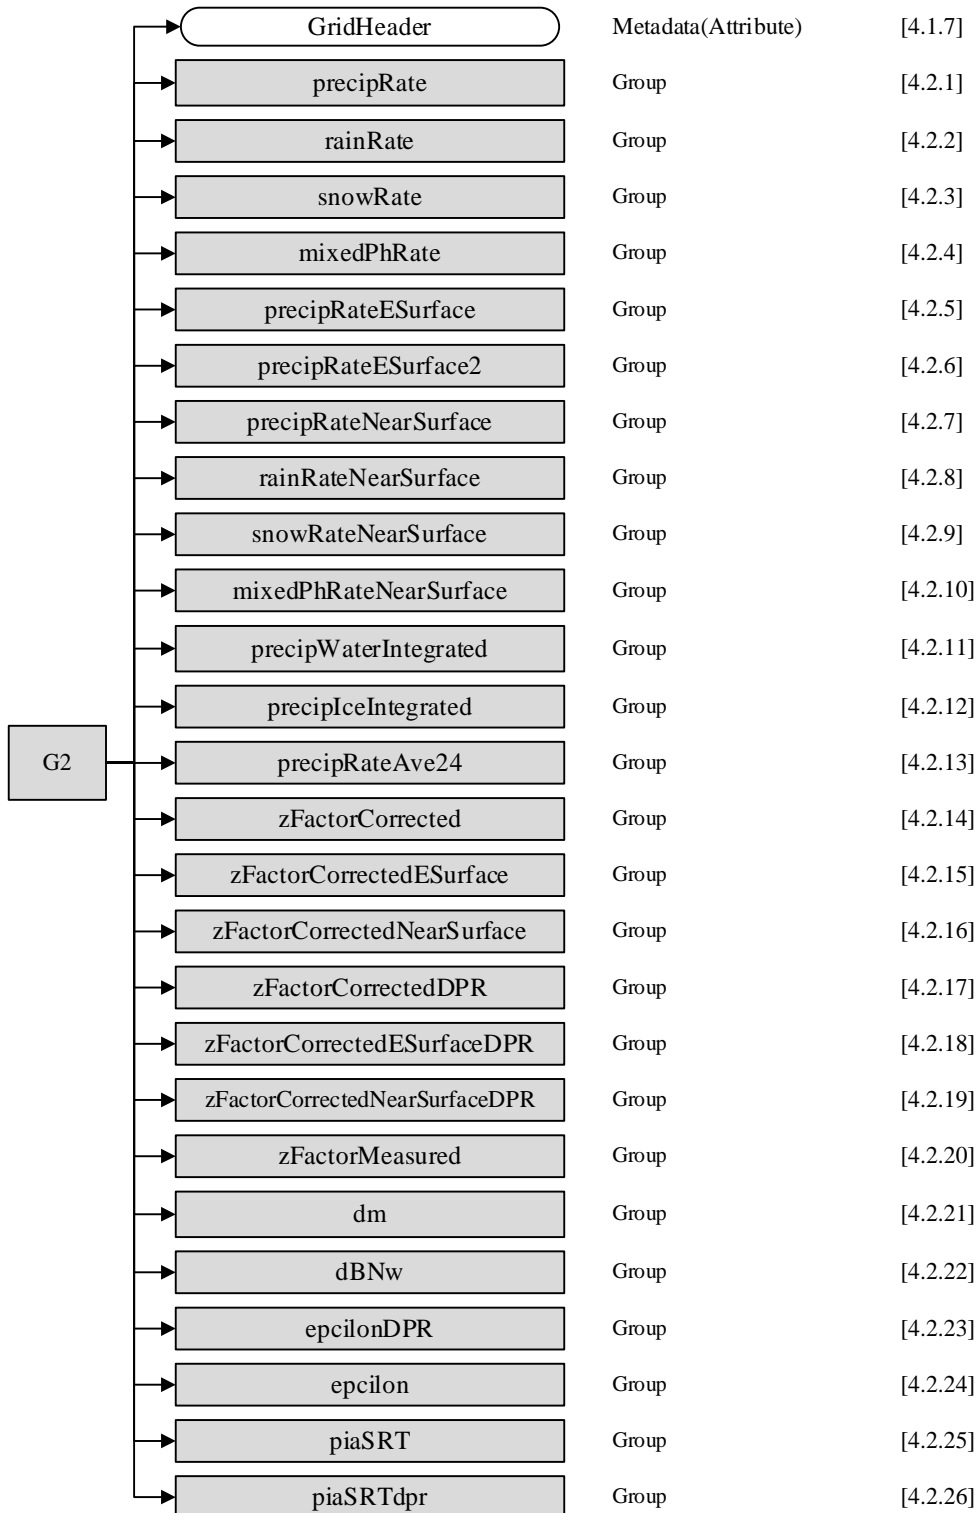 GridHeader Metadata(Attribute) [4.1.7]
precipRate Group [4.2.1]
rainRate Group [4.2.2]
snowRate Group [4.2.3]
mixedPhRate Group [4.2.4]
precipRateESurface Group [4.2.5]
precipRateESurface2 Group [4.2.6]
precipRateNearSurface Group [4.2.7]
rainRateNearSurface Group [4.2.8]
snowRateNearSurface Group [4.2.9]
mixedPhRateNearSurface Group [4.2.10]
precipWaterIntegrated Group [4.2.11]
precipIceIntegrated Group [4.2.12]
G2 precipRateAve24 Group [4.2.13]
zFactorCorrected Group [4.2.14]
zFactorCorrectedESurface Group [4.2.15]
zFactorCorrectedNearSurface Group [4.2.16]
zFactorCorrectedDPR Group [4.2.17]
zFactorCorrectedESurfaceDPR Group [4.2.18]
zFactorCorrectedNearSurfaceDPR Group [4.2.19]
zFactorMeasured Group [4.2.20]
dm Group [4.2.21]
dBNw Group [4.2.22]
epcilonDPR Group [4.2.23]
epcilon Group [4.2.24]
piaSRT Group [4.2.25]
piaSRTdpr Group [4.2.26]